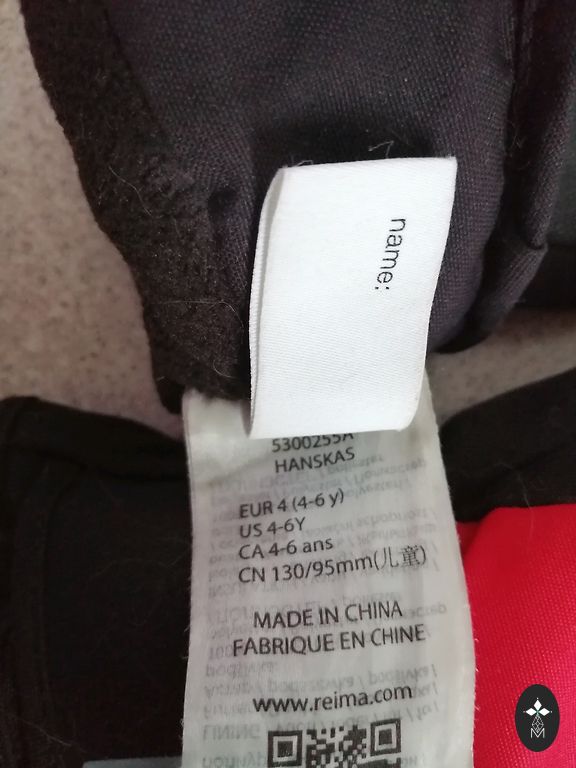 name:
5300255A
HANSKAS
EUR 4 (4-6 y)
US 4-6Y
CA 4-6 ans
CN 130/95mm(儿童)
MADE IN CHINA
FABRIQUE EN CHINE
www.reima.com